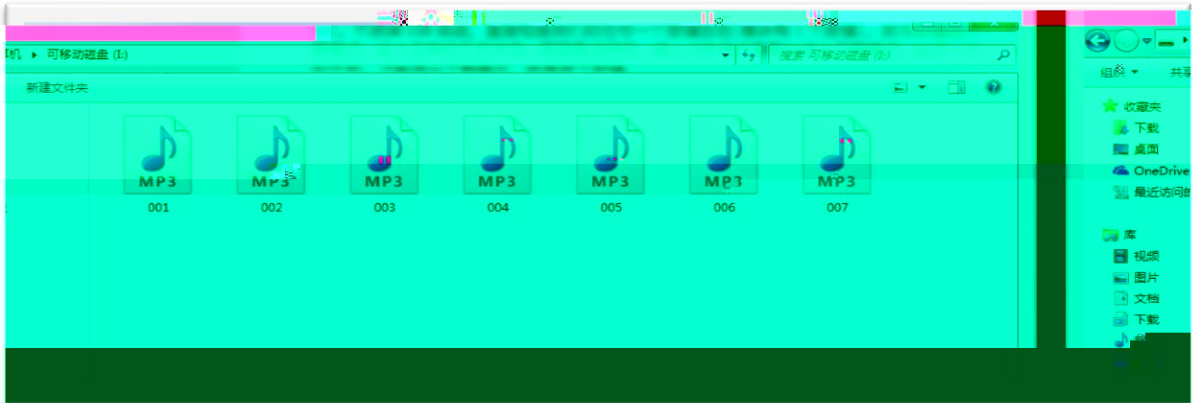 可移动磁盘 (I:)
搜索 可移动磁盘 (I:)
新建文件夹
MP3 MP3 MP3 MP3 MP3 MP3 MP3
001 002 003 004 005 006 007
组织
共享
收藏夹
下载
桌面
OneDrive
最近访问的
库
视频
图片
文档
下载